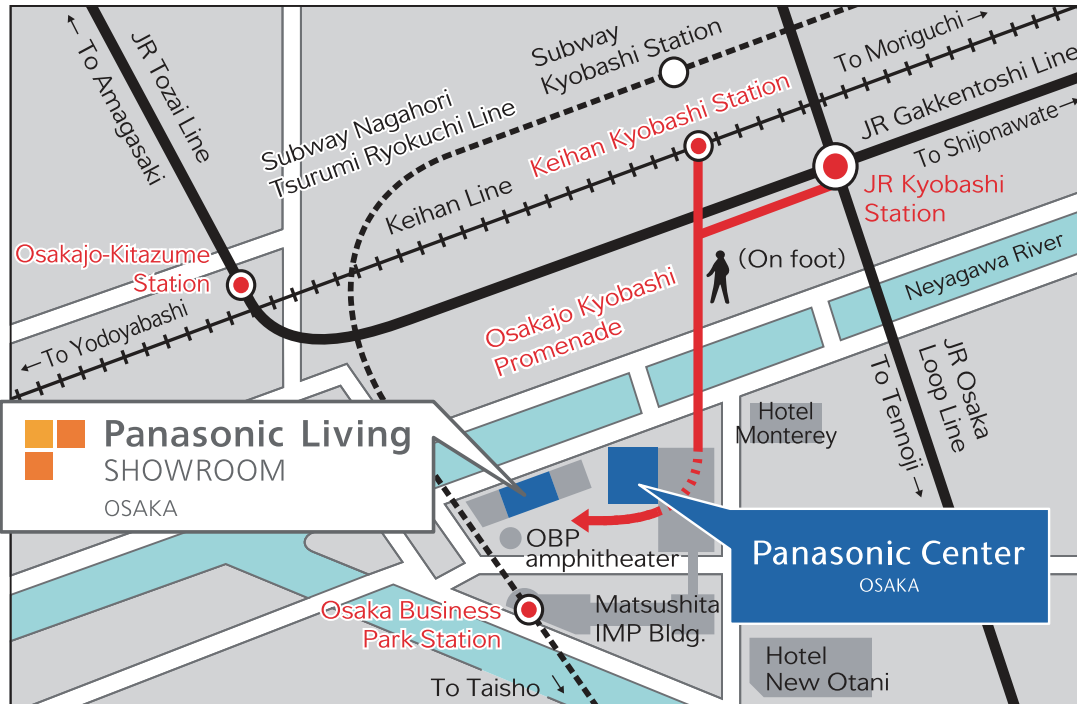 ← To Amagasaki
JR Tozai Line
Subway
Kyobashi Station
To Moriguchi →
Subway Nagahori
Tsurumi Ryokuchi Line
Keihan Kyobashi Station
JR Gakkentoshi Line
To Shijonawate→
Keihan Line
JR Kyobashi
Station
Osakajo-Kitazume
Station
(On foot)
Neyagawa River
←To Yodoyabashi
Osakajo Kyobashi
Promenade
JR Osaka
Loop Line
To Tennoji →
Panasonic Living
SHOWROOM
OSAKA
Hotel
Monterey
OBP
amphitheater
Panasonic Center
OSAKA
Osaka Business
Park Station
Matsushita
IMP Bldg.
Hotel
New Otani
To Taisho →